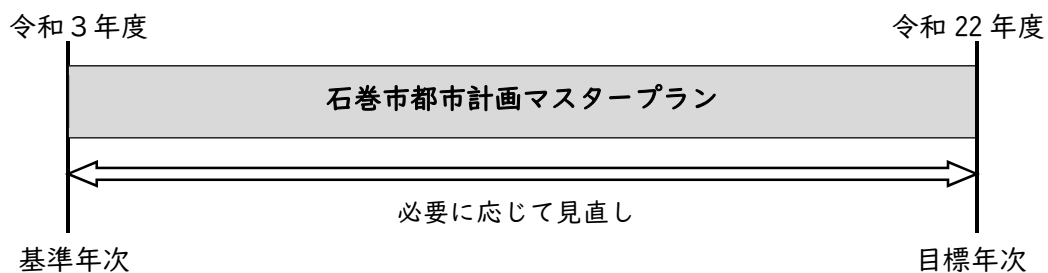 令和3年度
令和22年度
石巻市都市計画マスタープラン
必要に応じて見直し
基準年次
目標年次